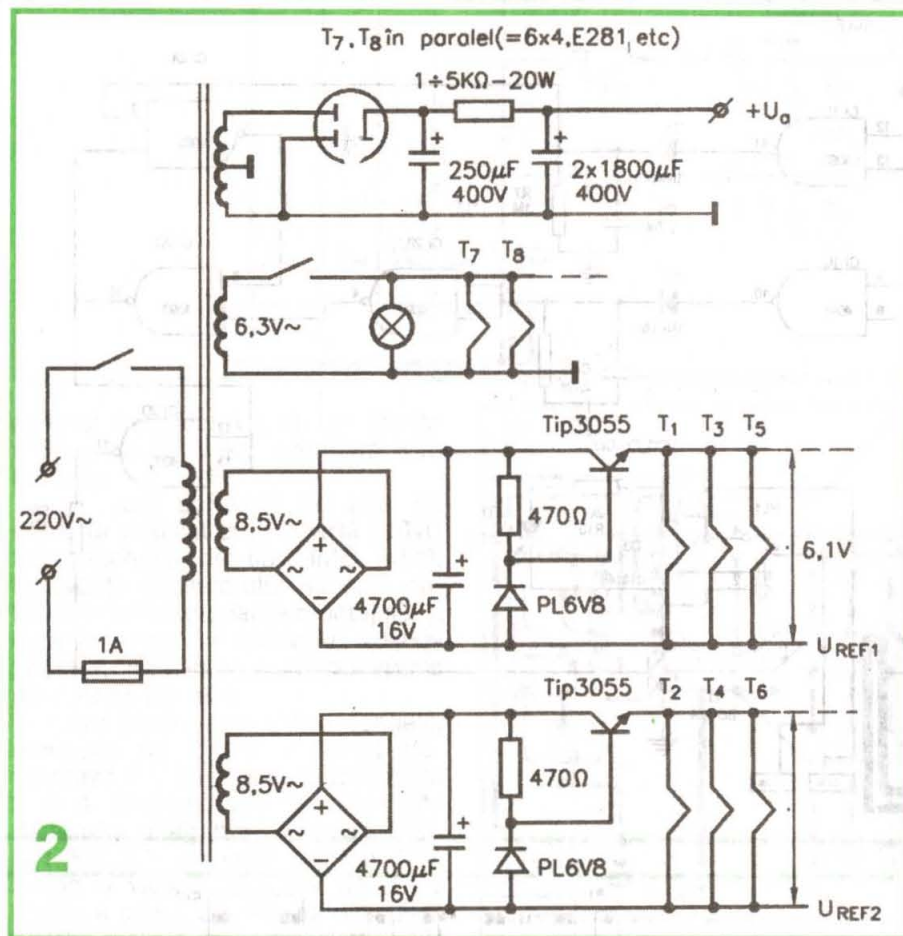 T7, T8 în paralel(=6x4, E281, etc)
1÷5KΩ-20W
+Ua
250µF
400V
2x1800µF
400V
T7
T8
6,3V~
220V~
1A
Tip3055
T1
T3
T5
8,5V~
470Ω
6,1V
4700µF
16V
PL6V8
UREF1
Tip3055
T2
T4
T6
8,5V~
470Ω
4700µF
16V
PL6V8
UREF2
2